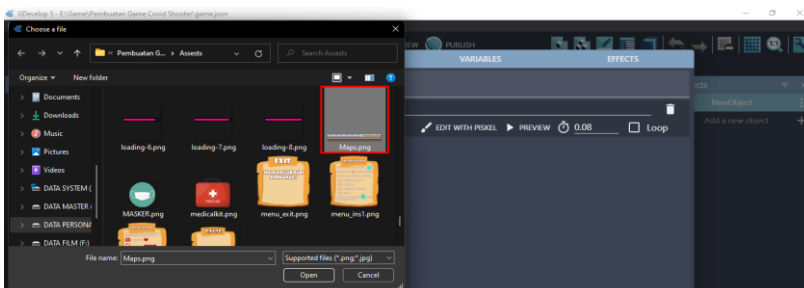 GDevelop 5 - E:\Game\Pembuatan Game Covid Shooter\game.json
Choose a file
Pembuatan G... > Assests
Search Assests
Organize
New folder
Documents
Downloads
Music
Pictures
Videos
DATA SYSTEM (
DATA MASTER (
DATA PERSONA
DATA FILM (F:)
loading-6.png
loading-7.png
loading-8.png
Maps.png
EXIT
MASKER.png
medicalkit.png
menu_exit.png
menu_ins1.png
File name:
Maps.png
Supported files (*.png;*.jpg)
Open
Cancel
PUBLISH
VARIABLES
EFFECTS
EDIT WITH PISKEL
PREVIEW
0.08
Loop
NewObject
Add a new object